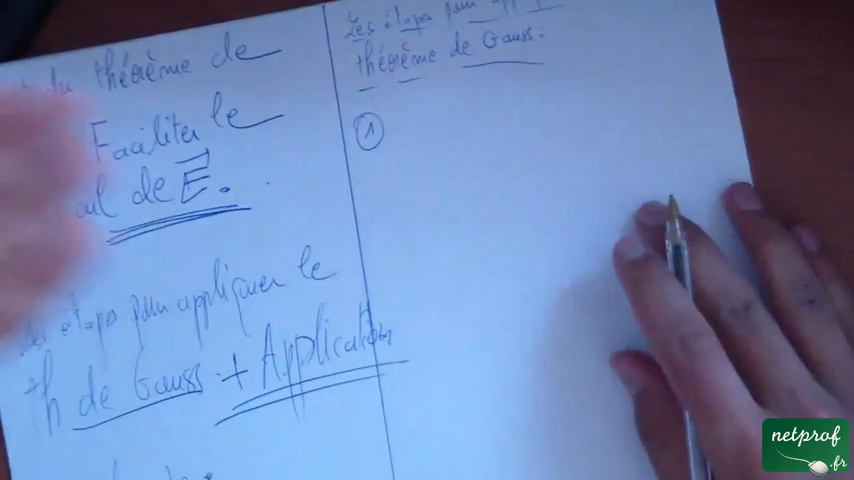 du théorème de
Faciliter le
de E.
étapes pour appliquer le
th de Gauss + Application
Les étapes pour app
théorème de Gauss :
1
netprof
.fr